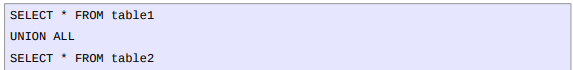 SELECT * FROM table1
UNION ALL
SELECT * FROM table2